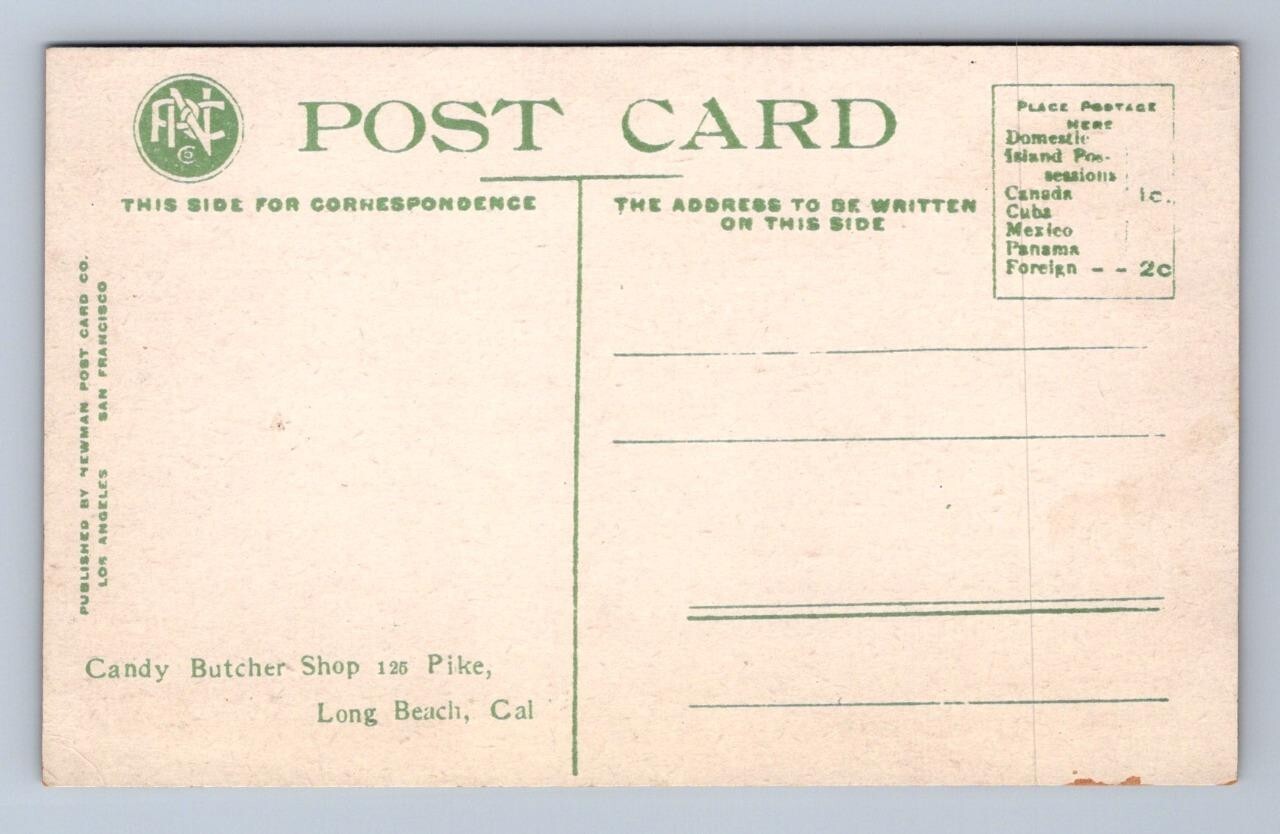 POST CARD
THIS SIDE FOR CORRESPONDENCE
THE ADDRESS TO BE WRITTEN
ON THIS SIDE
PLACE POSTAGE
HERE
Domestic
Island Pos-
sessions
Canada 1c.
Cuba
Mexico
Panama
Foreign - - 2c
PUBLISHED BY NEWMAN POST CARD CO.
LOS ANGELES SAN FRANCISCO
Candy Butcher Shop 125 Pike,
Long Beach, Cal